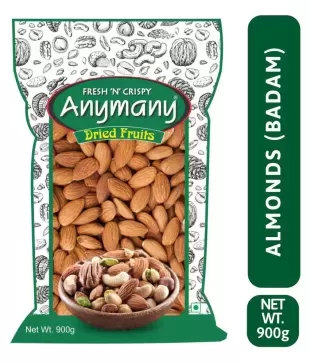 FRESH 'N' CRISPY
Anymany
Dried Fruits
Net Wt. 900g
ALMONDS (BADAM)
NET
WT.
900g